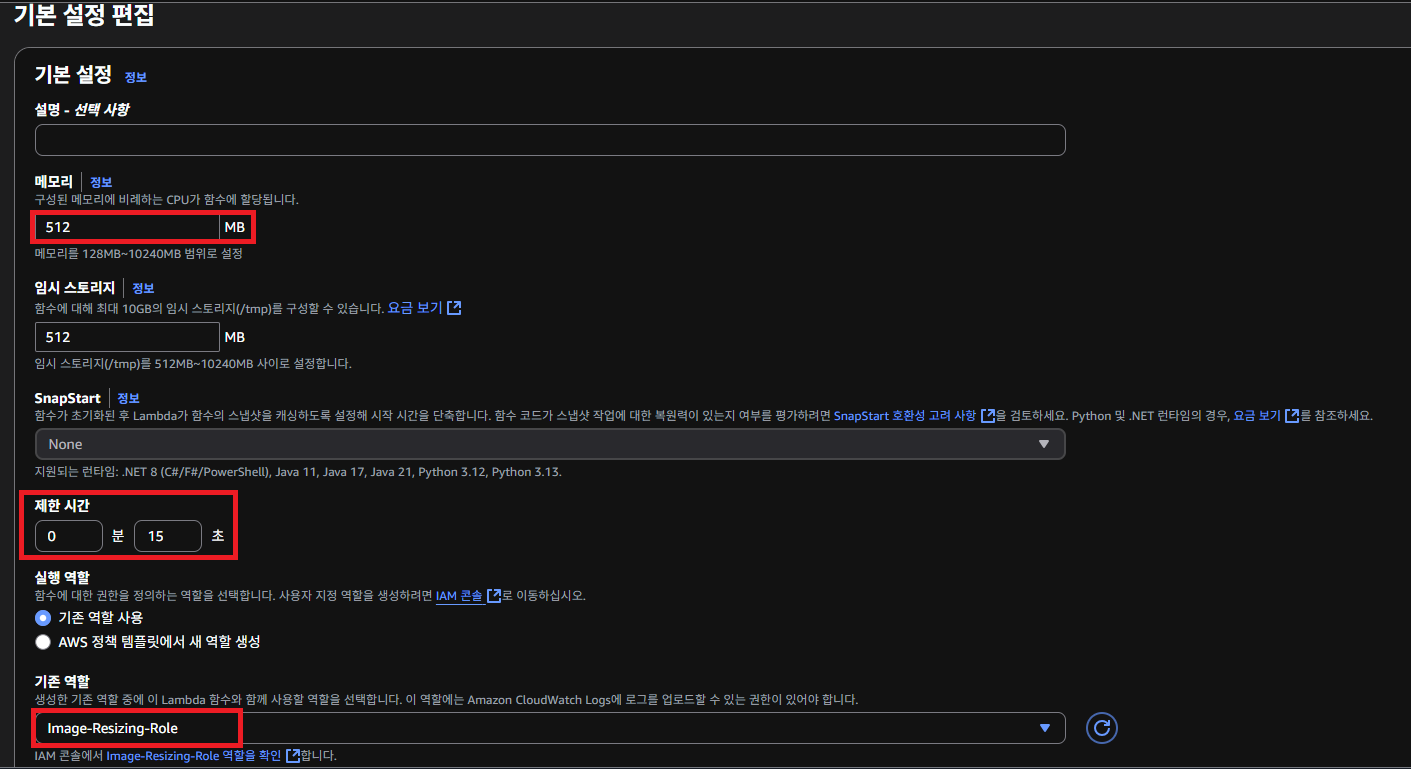 기본 설정 편집
기본 설정 정보
설명 - 선택 사항
메모리 정보
구성된 메모리에 비례하는 CPU가 함수에 할당됩니다.
512 MB
메모리를 128MB~10240MB 범위로 설정
임시 스토리지 정보
함수에 대해 최대 10GB의 임시 스토리지(/tmp)를 구성할 수 있습니다. 요금 보기
512 MB
임시 스토리지(/tmp)를 512MB~10240MB 사이로 설정합니다.
SnapStart 정보
함수가 초기화된 후 Lambda가 함수의 스냅샷을 캐싱하도록 설정해 시작 시간을 단축합니다. 함수 코드가 스냅샷 작업에 대한 복원력이 있는지 여부를 평가하려면 SnapStart 호환성 고려 사항을 검토하세요. Python 및 .NET 런타임의 경우, 요금 보기를 참조하세요.
None
지원되는 런타임: .NET 8 (C#/F#/PowerShell), Java 11, Java 17, Java 21, Python 3.12, Python 3.13.
제한 시간
0 분 15 초
실행 역할
함수에 대한 권한을 정의하는 역할을 선택합니다. 사용자 지정 역할을 생성하려면 IAM 콘솔로 이동하십시오.
기존 역할 사용
AWS 정책 템플릿에서 새 역할 생성
기존 역할
생성한 기존 역할 중에 이 Lambda 함수와 함께 사용할 역할을 선택합니다. 이 역할에는 Amazon CloudWatch Logs에 로그를 업로드할 수 있는 권한이 있어야 합니다.
Image-Resizing-Role
IAM 콘솔에서 Image-Resizing-Role 역할을 확인합니다.